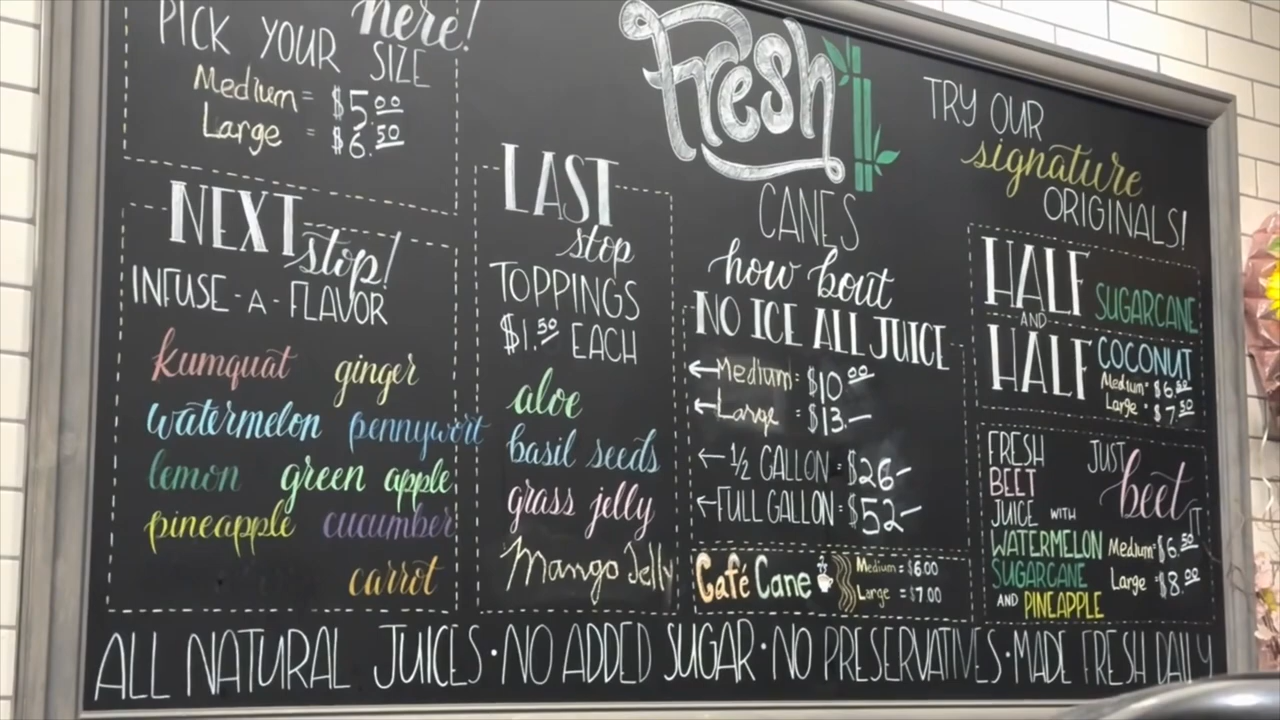 here!
PICK YOUR SIZE
Medium = $5.00
Large = $6.50
NEXT stop!
INFUSE-A-FLAVOR
kumquat ginger
watermelon pennywort
lemon green apple
pineapple cucumber
carrot
LAST
stop
TOPPINGS
$1.50 EACH
aloe
basil seeds
grass jelly
Mango Jelly
Fresh
CANES
how bout
NO ICE ALL JUICE
←Medium = $10.00
←Large = $13.—
←1/2 GALLON = $26—
←FULL GALLON = $52—
Café Cane
Medium = $6.00
Large = $7.00
TRY OUR
signature
ORIGINALS!
HALF SUGARCANE
AND
HALF COCONUT
Medium = $6.50
Large = $7.50
FRESH
BEET
JUICE WITH
WATERMELON
SUGARCANE
AND PINEAPPLE
JUST
beet
IT
Medium = $6.50
Large = $8.00
ALL NATURAL JUICES · NO ADDED SUGAR · NO PRESERVATIVES · MADE FRESH DAILY